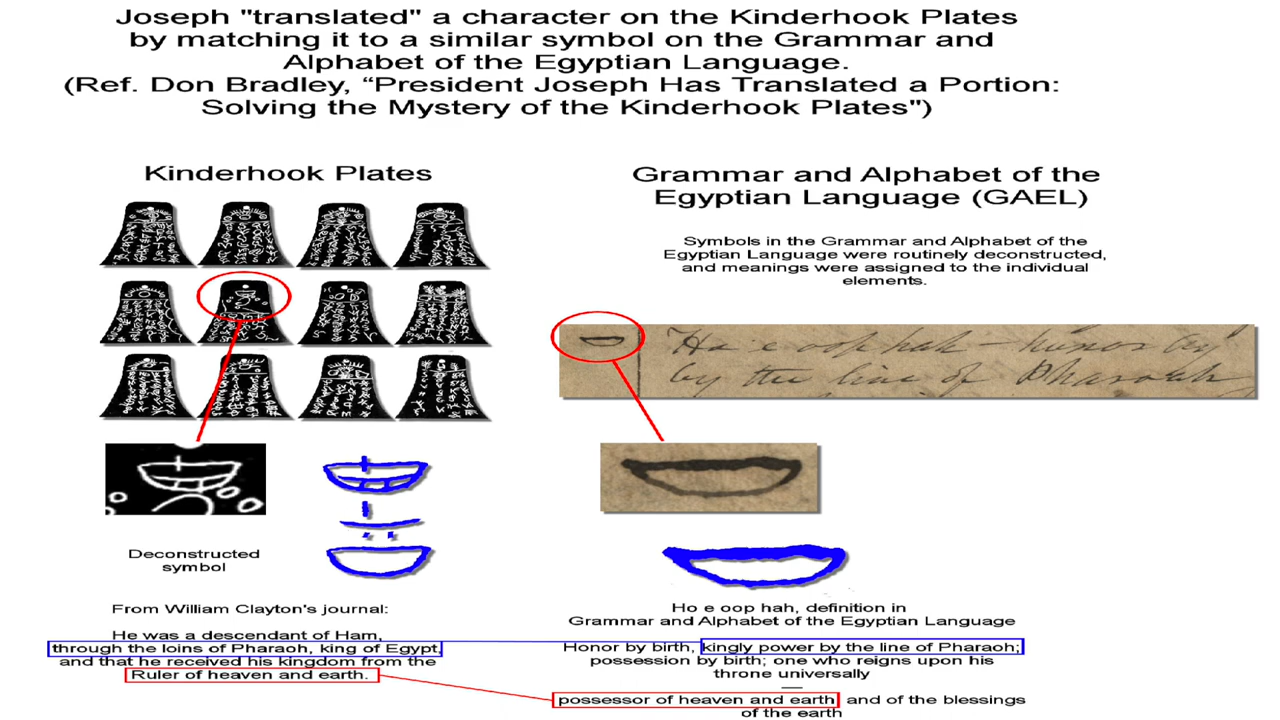 Joseph "translated" a character on the Kinderhook Plates
by matching it to a similar symbol on the Grammar and
Alphabet of the Egyptian Language.
(Ref. Don Bradley, “President Joseph Has Translated a Portion:
Solving the Mystery of the Kinderhook Plates")
Kinderhook Plates
Grammar and Alphabet of the
Egyptian Language (GAEL)
Symbols in the Grammar and Alphabet of the
Egyptian Language were routinely deconstructed,
and meanings were assigned to the individual
elements.
Ha e oop hah honor by
by the line of Pharaoh
Deconstructed
symbol
From William Clayton's journal:
He was a descendant of Ham,
through the loins of Pharaoh, king of Egypt,
and that he received his kingdom from the
Ruler of heaven and earth.
Ho e oop hah, definition in
Grammar and Alphabet of the Egyptian Language
Honor by birth, kingly power by the line of Pharaoh;
possession by birth; one who reigns upon his
throne universally
—
possessor of heaven and earth and of the blessings
of the earth